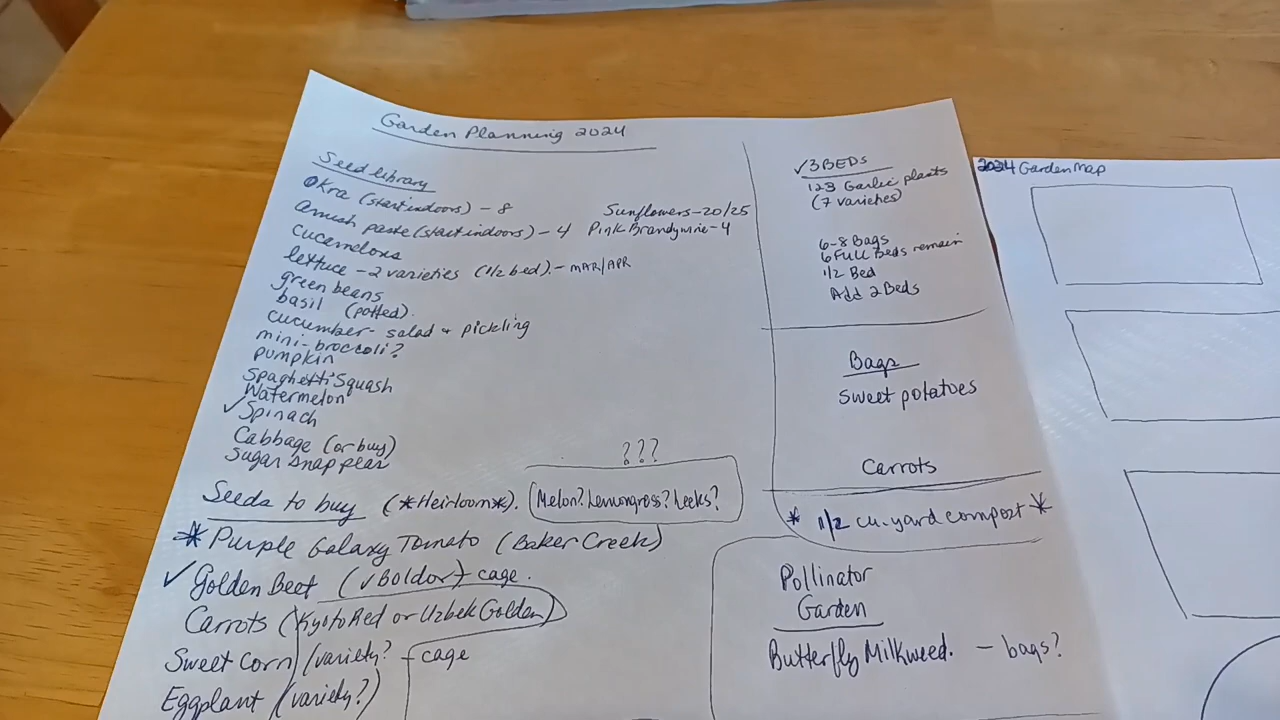 Garden Planning 2024
Seed library
Okra (start indoors) - 8
Sunflowers - 20/25
Amish paste (start indoors) - 4 Pink Brandywine - 4
Cucamelons
lettuce - 2 varieties (1/2 bed). - MAR/APR
green beans
basil (potted).
cucumber - salad + pickling
mini-broccoli?
pumpkin
Spaghetti Squash
Watermelon
✓ Spinach
Cabbage (or buy)
Sugar snap peas
Seeds to buy (*Heirloom*).
???
Melon? Lemongrass? Leeks?
* Purple Galaxy Tomato (Baker Creek)
✓ Golden Beet (✓ Boldor) - cage.
Carrots (Kyoto Red or Uzbek Golden)
Sweet Corn (variety? - cage
Eggplant (variety?)
✓ 3 BEDS
123 Garlic plants
(7 varieties)
6-8 Bags
6 Full Beds remain
1/2 Bed
Add 2 Beds
Bags
Sweet potatoes
Carrots
* 1/2 cu. yard compost *
Pollinator
Garden
Butterfly Milkweed. - bags?
2024 Garden Map